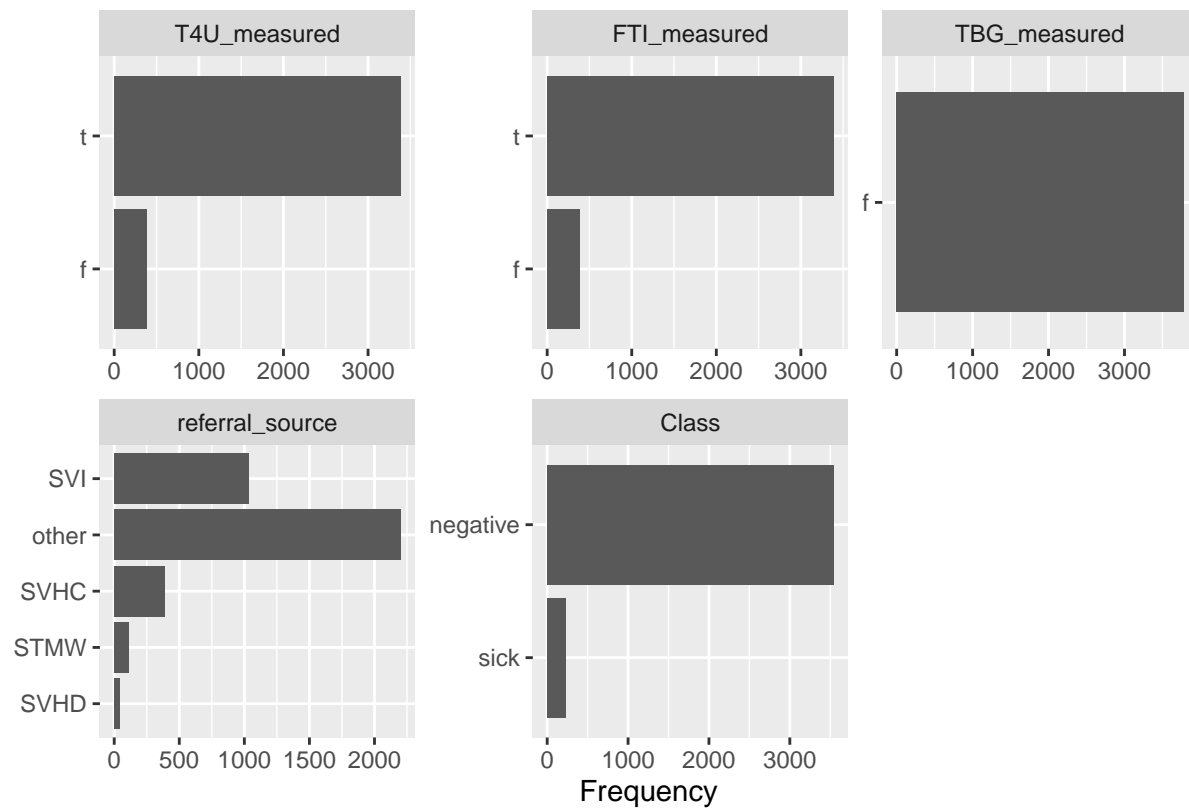 T4U_measured
FTI_measured
TBG_measured
t
f
0 1000 2000 3000
t
f
0 1000 2000 3000
f
0 1000 2000 3000
referral_source
Class
SVI
other
SVHC
STMW
SVHD
0 500 1000 1500 2000
negative
sick
0 1000 2000 3000
Frequency